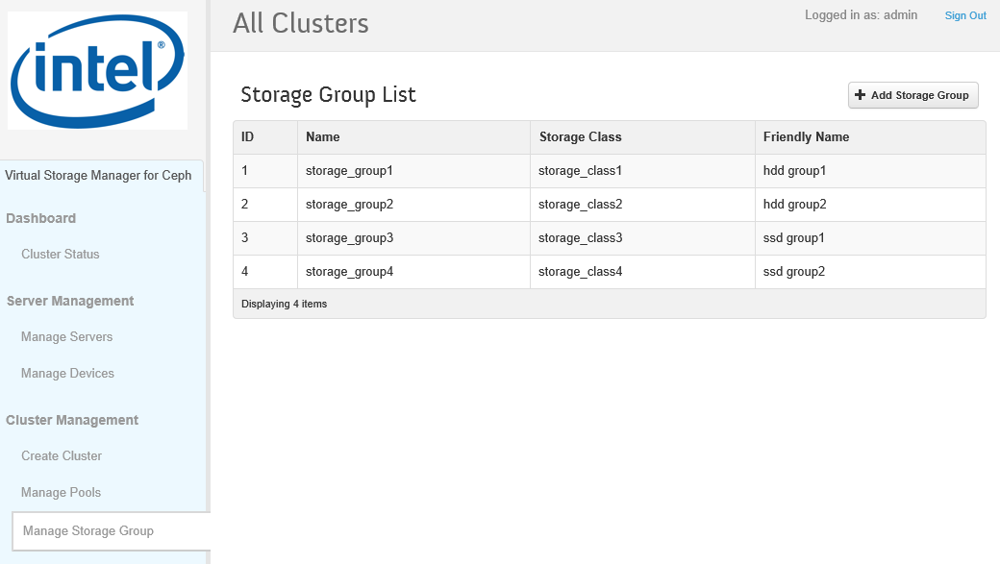 intel®
Virtual Storage Manager for Ceph
Dashboard
Cluster Status
Server Management
Manage Servers
Manage Devices
Cluster Management
Create Cluster
Manage Pools
Manage Storage Group
All Clusters
Logged in as: admin Sign Out
Storage Group List
Add Storage Group
ID Name Storage Class Friendly Name
1 storage_group1 storage_class1 hdd group1
2 storage_group2 storage_class2 hdd group2
3 storage_group3 storage_class3 ssd group1
4 storage_group4 storage_class4 ssd group2
Displaying 4 items